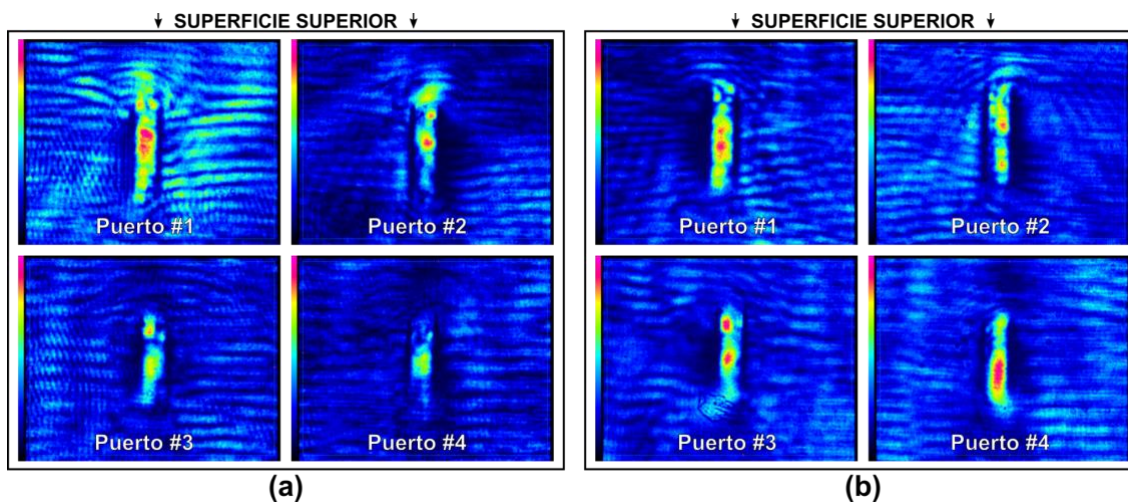 ↓ SUPERFICIE SUPERIOR ↓
↓ SUPERFICIE SUPERIOR ↓
Puerto #1
Puerto #2
Puerto #1
Puerto #2
Puerto #3
Puerto #4
Puerto #3
Puerto #4
(a)
(b)